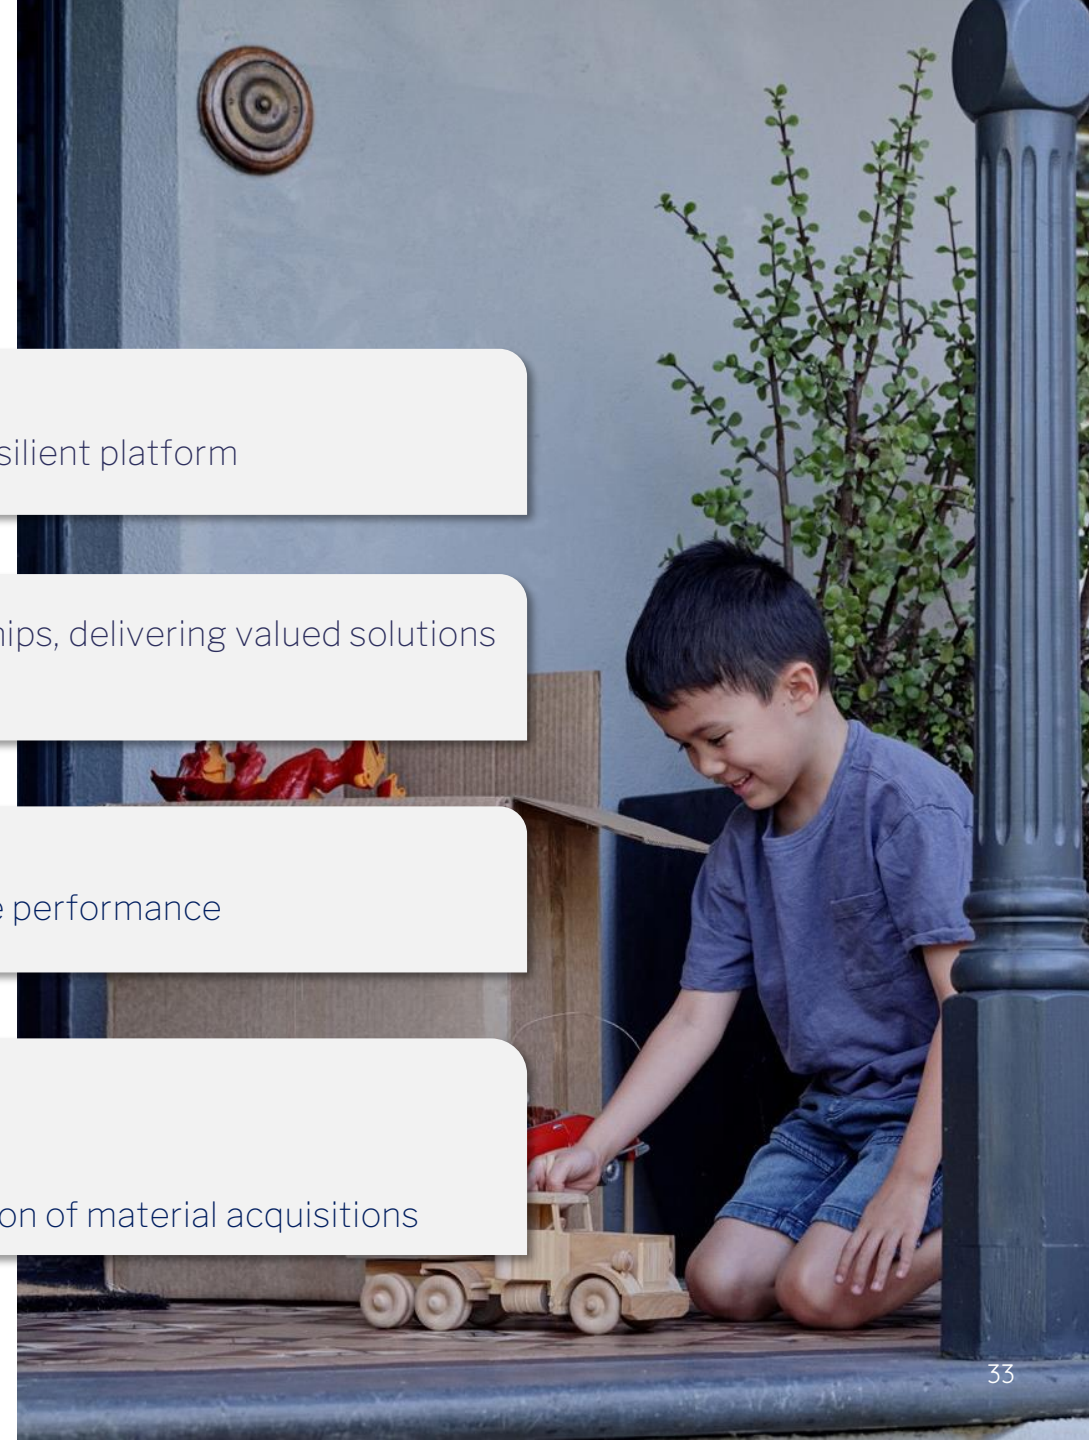 silient platform
hips, delivering valued solutions
e performance
on of material acquisitions
33